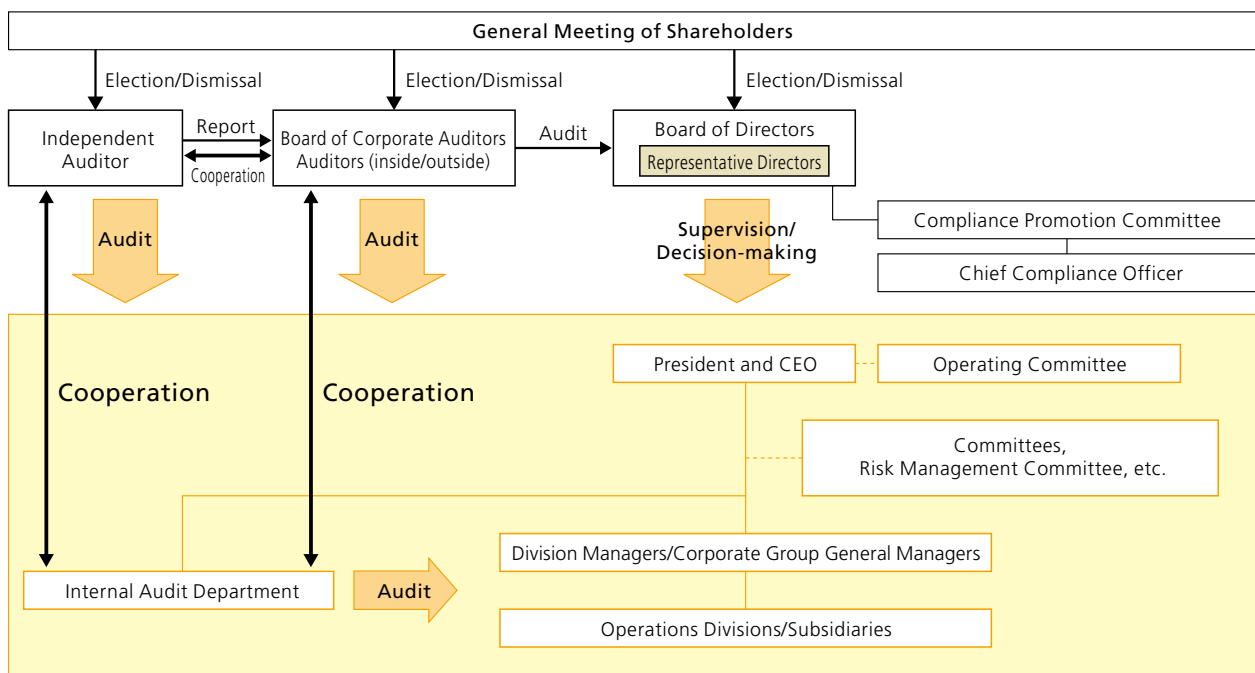 General Meeting of Shareholders
Election/Dismissal
Election/Dismissal
Election/Dismissal
Independent
Auditor
Report
Cooperation
Board of Corporate Auditors
Auditors (inside/outside)
Audit
Board of Directors
Representative Directors
Compliance Promotion Committee
Chief Compliance Officer
Audit
Audit
Supervision/
Decision-making
Cooperation
Cooperation
President and CEO
Operating Committee
Committees,
Risk Management Committee, etc.
Division Managers/Corporate Group General Managers
Internal Audit Department
Audit
Operations Divisions/Subsidiaries